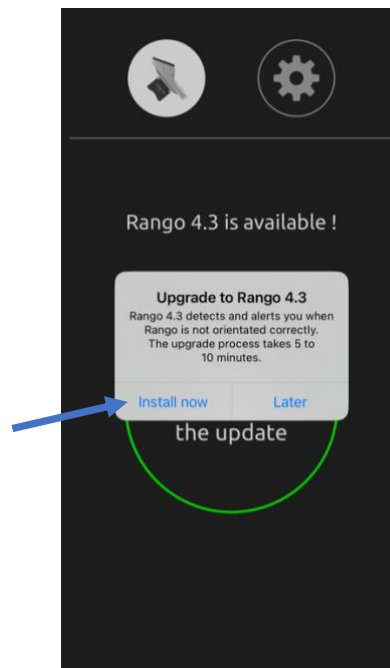 Rango 4.3 is available !
Upgrade to Rango 4.3
Rango 4.3 detects and alerts you when
Rango is not orientated correctly.
The upgrade process takes 5 to
10 minutes.
Install now Later
the update